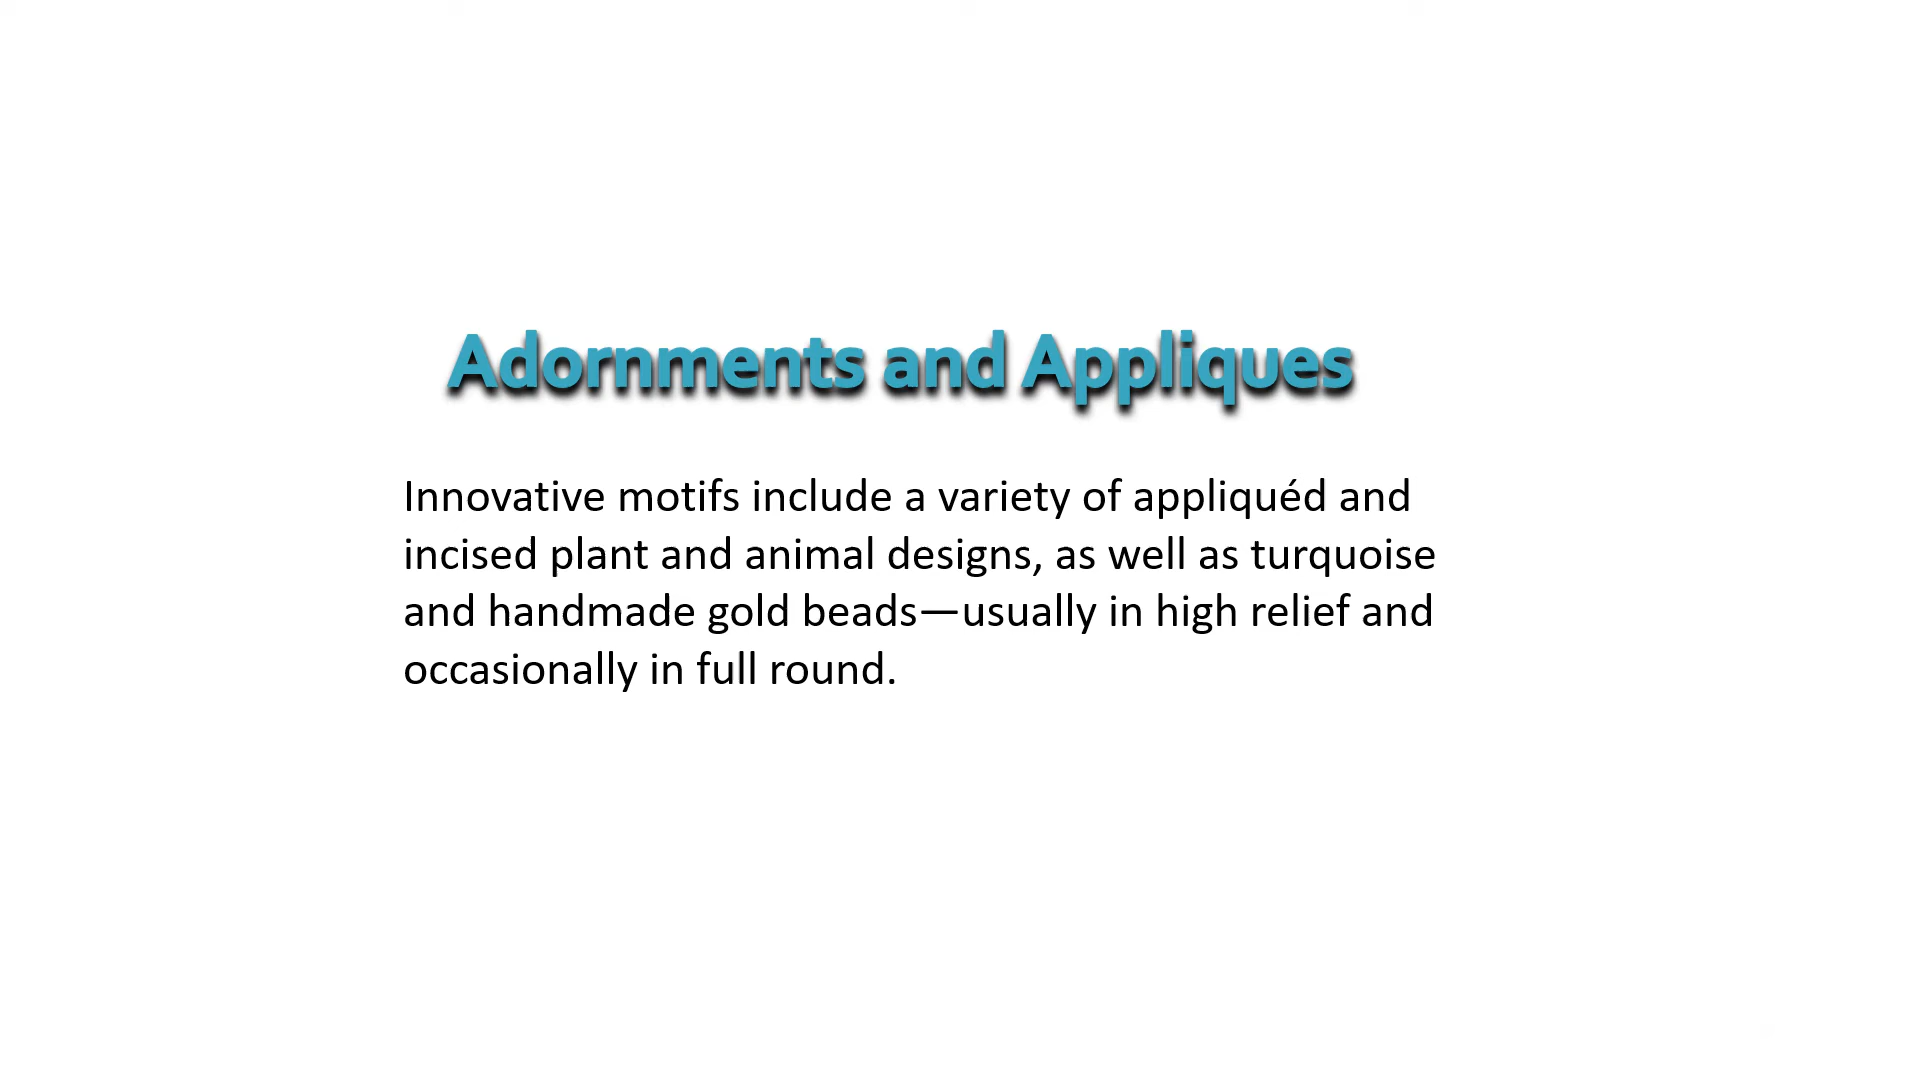 Adornments and Appliques
Innovative motifs include a variety of appliquéd and
incised plant and animal designs, as well as turquoise
and handmade gold beads—usually in high relief and
occasionally in full round.